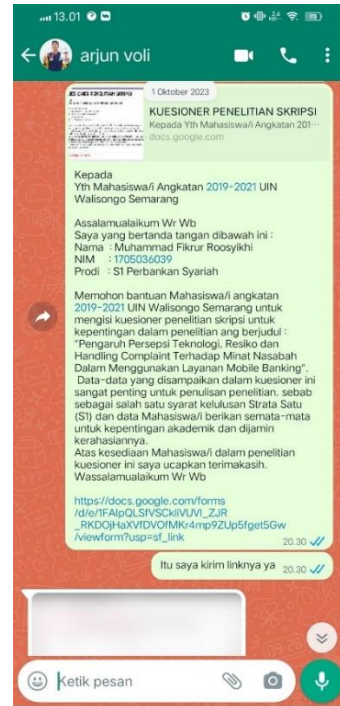 13.01
arjun voli
1 Oktober 2023
KUESIONER PENELITIAN SKRIPSI
Kepada Yth Mahasiswa/i Angkatan 201...
docs.google.com
Kepada
Yth Mahasiswa/i Angkatan 2019-2021 UIN
Walisongo Semarang
Assalamualaikum Wr Wb
Saya yang bertanda tangan dibawah ini :
Nama : Muhammad Fikrur Roosyikhi
NIM : 1705036039
Prodi : S1 Perbankan Syariah
Memohon bantuan Mahasiswa/i angkatan
2019-2021 UIN Walisongo Semarang untuk
mengisi kuesioner penelitian skripsi untuk
kepentingan dalam penelitian ang berjudul :
"Pengaruh Persepsi Teknologi, Resiko dan
Handling Complaint Terhadap Minat Nasabah
Dalam Menggunakan Layanan Mobile Banking".
Data-data yang disampaikan dalam kuesioner ini
sangat penting untuk penulisan penelitian. sebab
sebagai salah satu syarat kelulusan Strata Satu
(S1) dan data Mahasiswa/i berikan semata-mata
untuk kepentingan akademik dan dijamin
kerahasiannya.
Atas kesediaan Mahasiswa/i dalam penelitian
kuesioner ini saya ucapkan terimakasih.
Wassalamualaikum Wr Wb
https://docs.google.com/forms
/d/e/1FAIpQLSfVSCkliVUVI_ZJR
_RKDOjHaXVfDVOfMKr4mp9ZUp5fget5Gw
/viewform?usp=sf_link
20.30
Itu saya kirim linknya ya 20.30
Ketik pesan